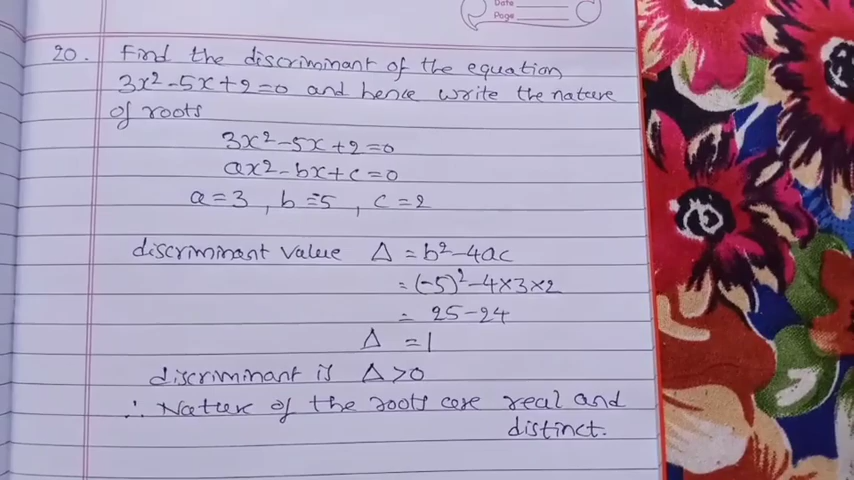 Date
Page
20. Find the discriminant of the equation
3x²-5x+2=0 and hence write the nature
of roots
3x²-5x+2=0
ax²-bx+c=0
a=3, b=-5, c=2
discriminant value Δ=b²-4ac
=(-5)²-4×3×2
= 25-24
Δ =1
discriminant is Δ>0
∴ Nature of the roots are real and
distinct.